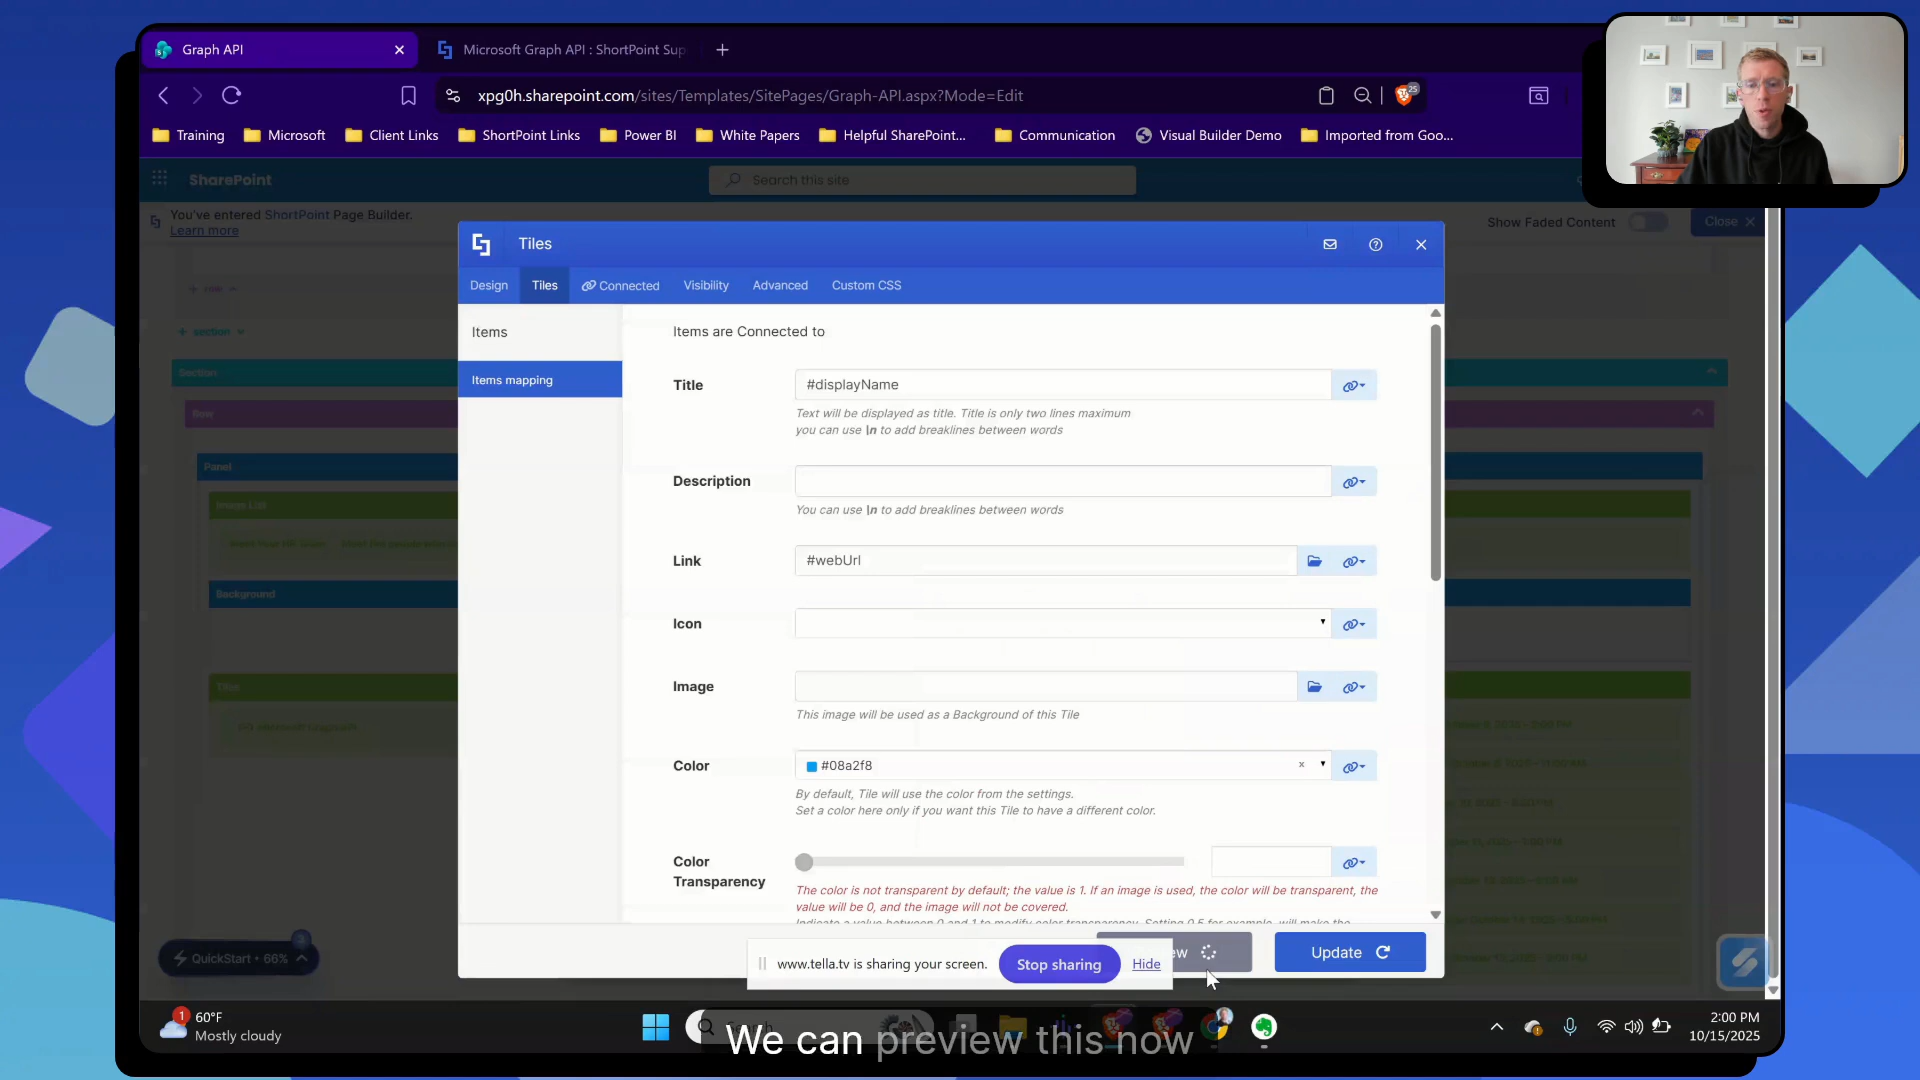 Graph API
Microsoft Graph API : ShortPoint Sup
xpg0h.sharepoint.com/sites/Templates/SitePages/Graph-API.aspx?Mode=Edit
25
Training
Microsoft
Client Links
ShortPoint Links
Power BI
White Papers
Helpful SharePoint...
Communication
Visual Builder Demo
Imported from Goo...
SharePoint
Search this site
You've entered ShortPoint Page Builder.
Learn more
Show Faded Content
Close
Tiles
Design
Tiles
Connected
Visibility
Advanced
Custom CSS
Items
Items mapping
Items are Connected to
Title
#displayName
Text will be displayed as title. Title is only two lines maximum
you can use \n to add breaklines between words
Description
You can use \n to add breaklines between words
Link
#webUrl
Icon
Image
This image will be used as a Background of this Tile
Color
#08a2f8
By default, Tile will use the color from the settings.
Set a color here only if you want this Tile to have a different color.
Color
Transparency
The color is not transparent by default; the value is 1. If an image is used, the color will be transparent, the
value will be 0, and the image will not be covered.
Indicate a value between 0 and 1 to modify color transparency. Setting 0.5 for example, will make the
+ row
+ section
Section
Row
Panel
Image List
Background
Tiles
QuickStart • 66%
3
www.tella.tv is sharing your screen.
Stop sharing
Hide
ew
Update
1
60°F
Mostly cloudy
Search
2:00 PM
10/15/2025
We can preview this now